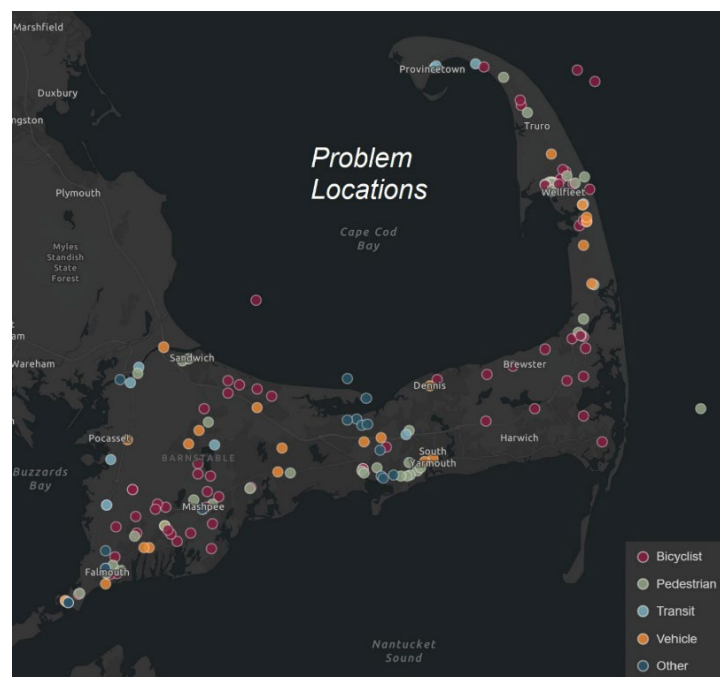 Marshfield
Duxbury
ngston
Provincetown
Truro
Problem
Locations
Plymouth
Wellfleet
Cape Cod
Bay
Myles
Standish
State
Forest
am
Wareham
Sandwich
Brewster
Dennis
Pocasset
Harwich
BARNSTABLE
South
Yarmouth
Buzzards
Bay
Mashpee
Falmouth
Bicyclist
Pedestrian
Transit
Vehicle
Other
Nantucket
Sound